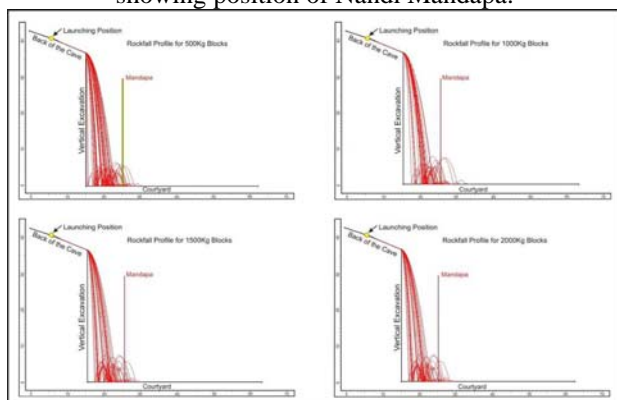 showing position of Nandi Mandapa.
Launching Position
Rockfall Profile for 500Kg Blocks
Back of the Cave
Mandapa
Vertical Excavation
Courtyard
Launching Position
Rockfall Profile for 1000Kg Blocks
Back of the Cave
Mandapa
Vertical Excavation
Courtyard
Launching Position
Rockfall Profile for 1500Kg Blocks
Back of the Cave
Mandapa
Vertical Excavation
Courtyard
Launching Position
Rockfall Profile for 2000Kg Blocks
Back of the Cave
Mandapa
Vertical Excavation
Courtyard